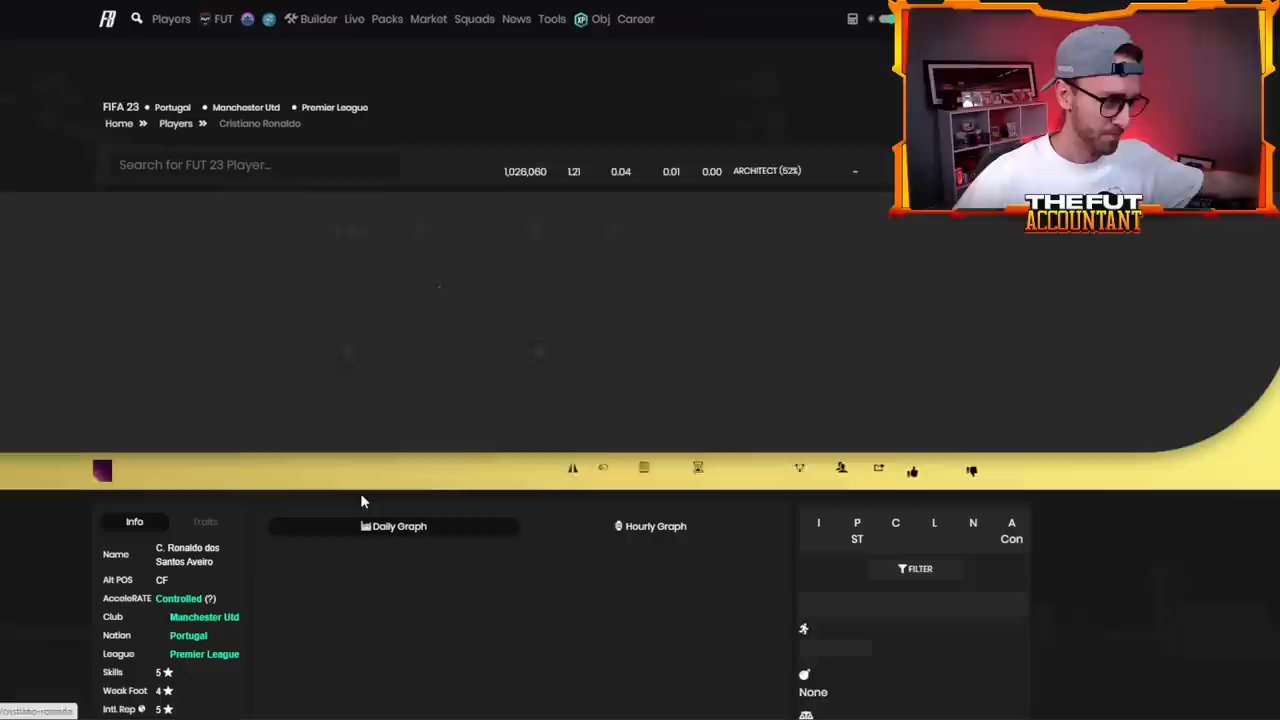 FB Players FUT Builder Live Packs Market Squads News Tools XP Obj Career
FIFA 23 • Portugal • Manchester Utd • Premier League
Home >> Players >> Cristiano Ronaldo
Search for FUT 23 Player...
1,026,060 1.21 0.04 0.01 0.00 ARCHITECT (52%) -
THE FUT
ACCOUNTANT
Info Traits
Daily Graph Hourly Graph
I P C L N A
ST Con
FILTER
Name C. Ronaldo dos
Santos Aveiro
Alt POS CF
AcceleRATE Controlled (?)
Club Manchester Utd
Nation Portugal
League Premier League
Skills 5 ★
Weak Foot 4 ★
Intl. Rep 5 ★
None
/cristiano-ronaldo